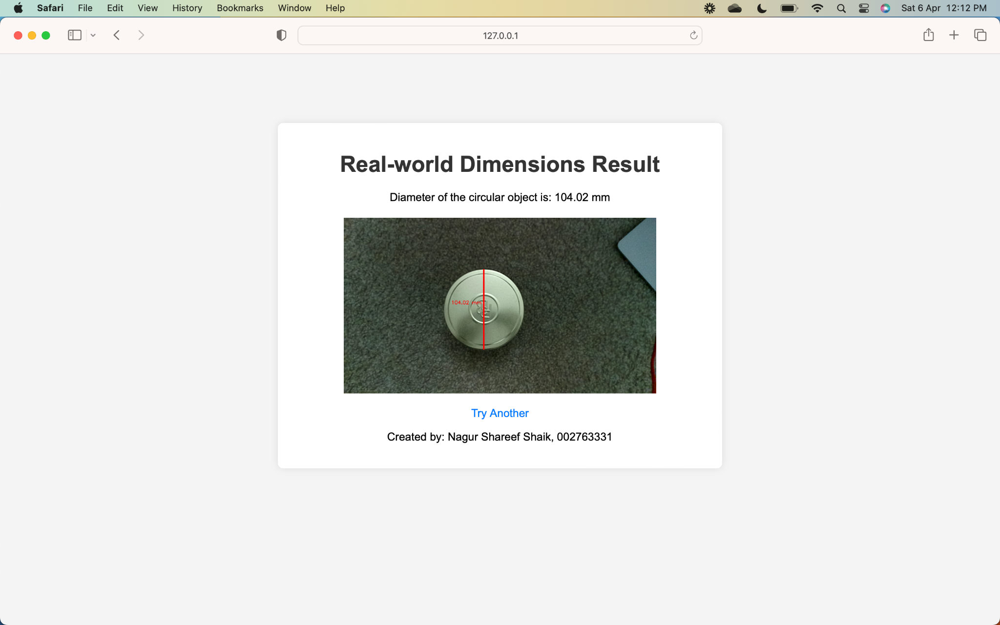 Safari File Edit View History Bookmarks Window Help Sat 6 Apr 12:12 PM
127.0.0.1
Real-world Dimensions Result
Diameter of the circular object is: 104.02 mm
104.02 mm
Try Another
Created by: Nagur Shareef Shaik, 002763331